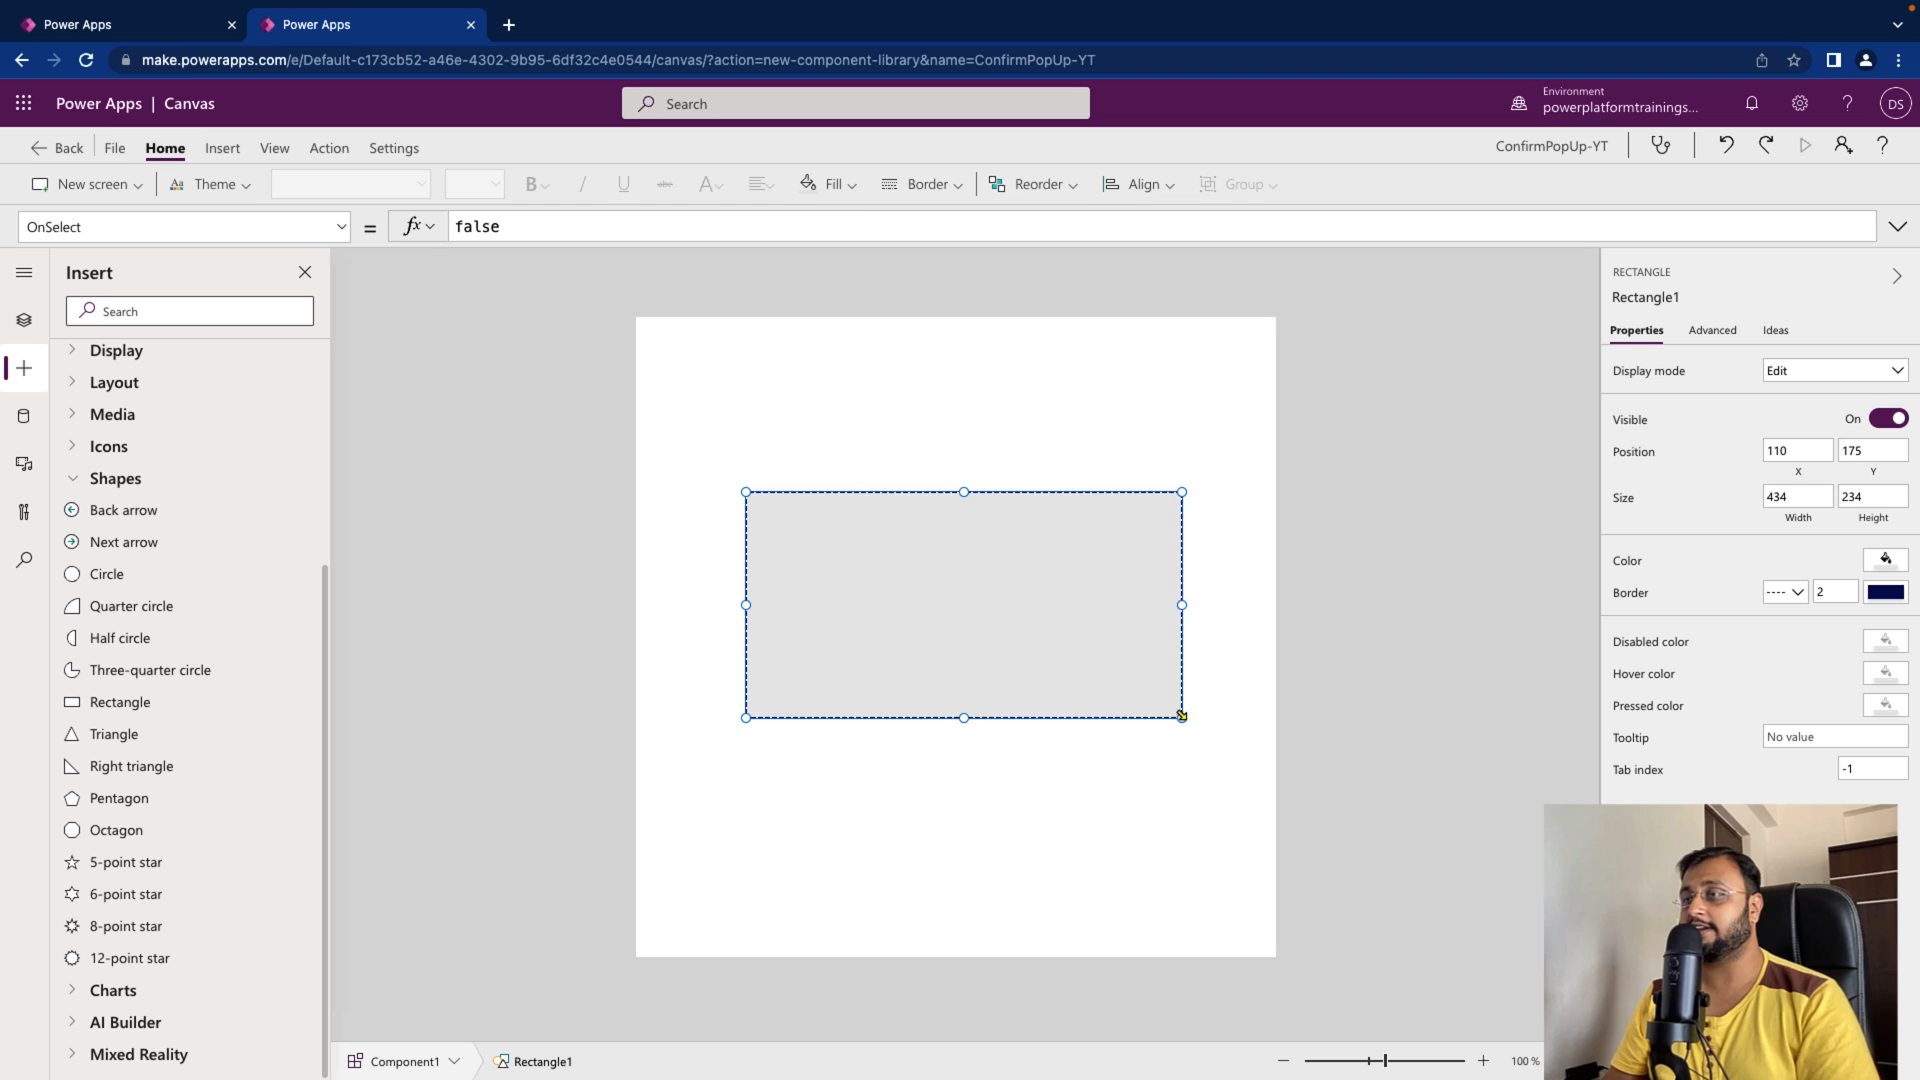 Power Apps
Power Apps
make.powerapps.com/e/Default-c173cb52-a46e-4302-9b95-6df32c4e0544/canvas/?action=new-component-library&name=ConfirmPopUp-YT
Power Apps | Canvas
Search
Environment
powerplatformtrainings...
DS
Back
File
Home
Insert
View
Action
Settings
ConfirmPopUp-YT
New screen
Theme
B
I
U
abc
A
Fill
Border
Reorder
Align
Group
OnSelect
=
fx
false
Insert
Search
Display
Layout
Media
Icons
Shapes
Back arrow
Next arrow
Circle
Quarter circle
Half circle
Three-quarter circle
Rectangle
Triangle
Right triangle
Pentagon
Octagon
5-point star
6-point star
8-point star
12-point star
Charts
AI Builder
Mixed Reality
RECTANGLE
Rectangle1
Properties
Advanced
Ideas
Display mode
Edit
Visible
On
Position
110
175
X
Y
Size
434
234
Width
Height
Color
Border
2
Disabled color
Hover color
Pressed color
Tooltip
No value
Tab index
-1
Component1
Rectangle1
100 %